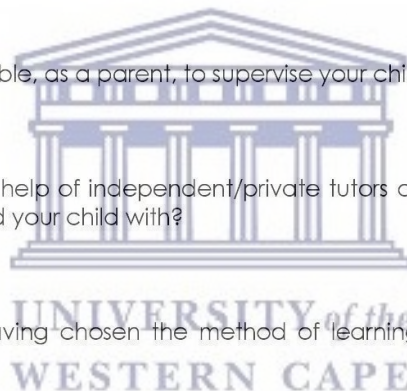 ble, as a parent, to supervise your chi
help of independent/private tutors o
d your child with?
UNIVERSITY of the
aving chosen the method of learning
WESTERN CAPE